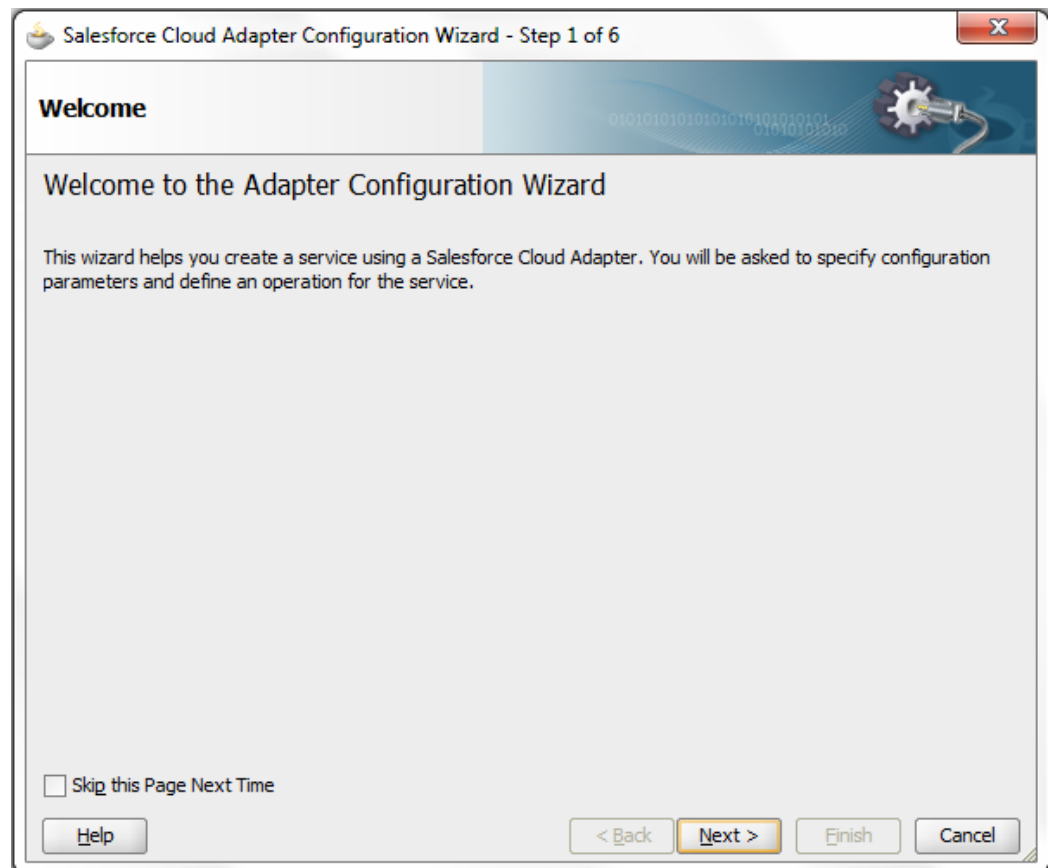 Salesforce Cloud Adapter Configuration Wizard - Step 1 of 6
Welcome
010101010101010101010101
01010101010
Welcome to the Adapter Configuration Wizard
This wizard helps you create a service using a Salesforce Cloud Adapter. You will be asked to specify configuration
parameters and define an operation for the service.
Skip this Page Next Time
Help
< Back
Next >
Finish
Cancel